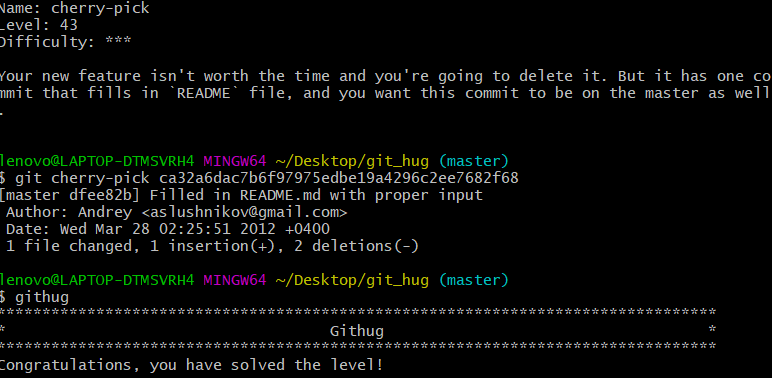 Name: cherry-pick
Level: 43
Difficulty: ***
Your new feature isn't worth the time and you're going to delete it. But it has one co
mmit that fills in `README` file, and you want this commit to be on the master as well
.
lenovo@LAPTOP-DTMSVRH4 MINGW64 ~/Desktop/git_hug (master)
$ git cherry-pick ca32a6dac7b6f97975edbe19a4296c2ee7682f68
[master dfee82b] Filled in README.md with proper input
 Author: Andrey <aslushnikov@gmail.com>
 Date: Wed Mar 28 02:25:51 2012 +0400
 1 file changed, 1 insertion(+), 2 deletions(-)
lenovo@LAPTOP-DTMSVRH4 MINGW64 ~/Desktop/git_hug (master)
$ githug
********************************************************************************
*                                    Githug                                    *
********************************************************************************
Congratulations, you have solved the level!